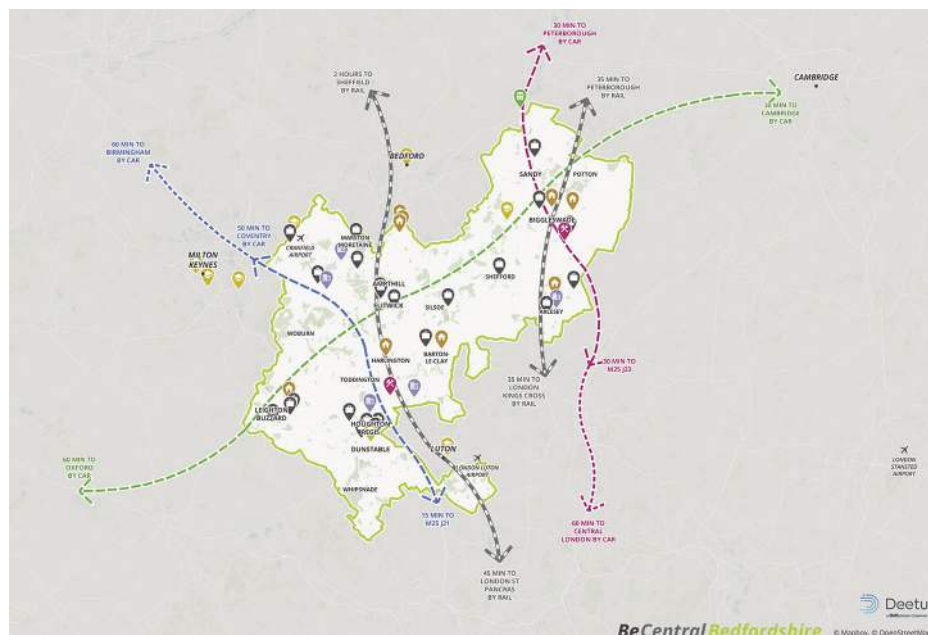 30 MIN TO
PETERBOROUGH
BY CAR
2 HOURS TO
SHEFFIELD
BY RAIL
35 MIN TO
PETERBOROUGH
BY RAIL
CAMBRIDGE
CAMBRIDGE
BY CAR
60 MIN TO
BIRMINGHAM
BY CAR
BEDFORD
SANDY
POTTON
BIGGLESWADE
50 MIN TO
COVENTRY
BY CAR
CRANFIELD
AIRPORT
MARSTON
MORETAINE
MILTON
KEYNES
SHEFFORD
AMPTHILL
FLITWICK
SILSOE
ARLESEY
WOBURN
HARLINGTON
BARTON-
LE-CLAY
30 MIN TO
M25 J23
TODDINGTON
35 MIN TO
LONDON
KINGS CROSS
BY RAIL
LEIGHTON
BUZZARD
HOUGHTON
REGIS
DUNSTABLE
LUTON
LONDON LUTON
AIRPORT
LONDON
STANSTED
AIRPORT
60 MIN TO
OXFORD
BY CAR
WHIPSNADE
15 MIN TO
M25 J21
60 MIN TO
CENTRAL
LONDON BY CAR
45 MIN TO
LONDON ST
PANCRAS
BY RAIL
Deetu
BeCentralBedfordshire
© Mapbox, © OpenStreetMap